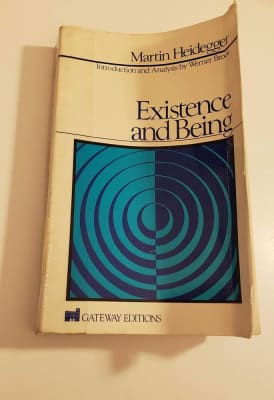 Martin Heidegger
Introduction and Analysis by Werner Brock
Existence
and Being
GATEWAY EDITIONS